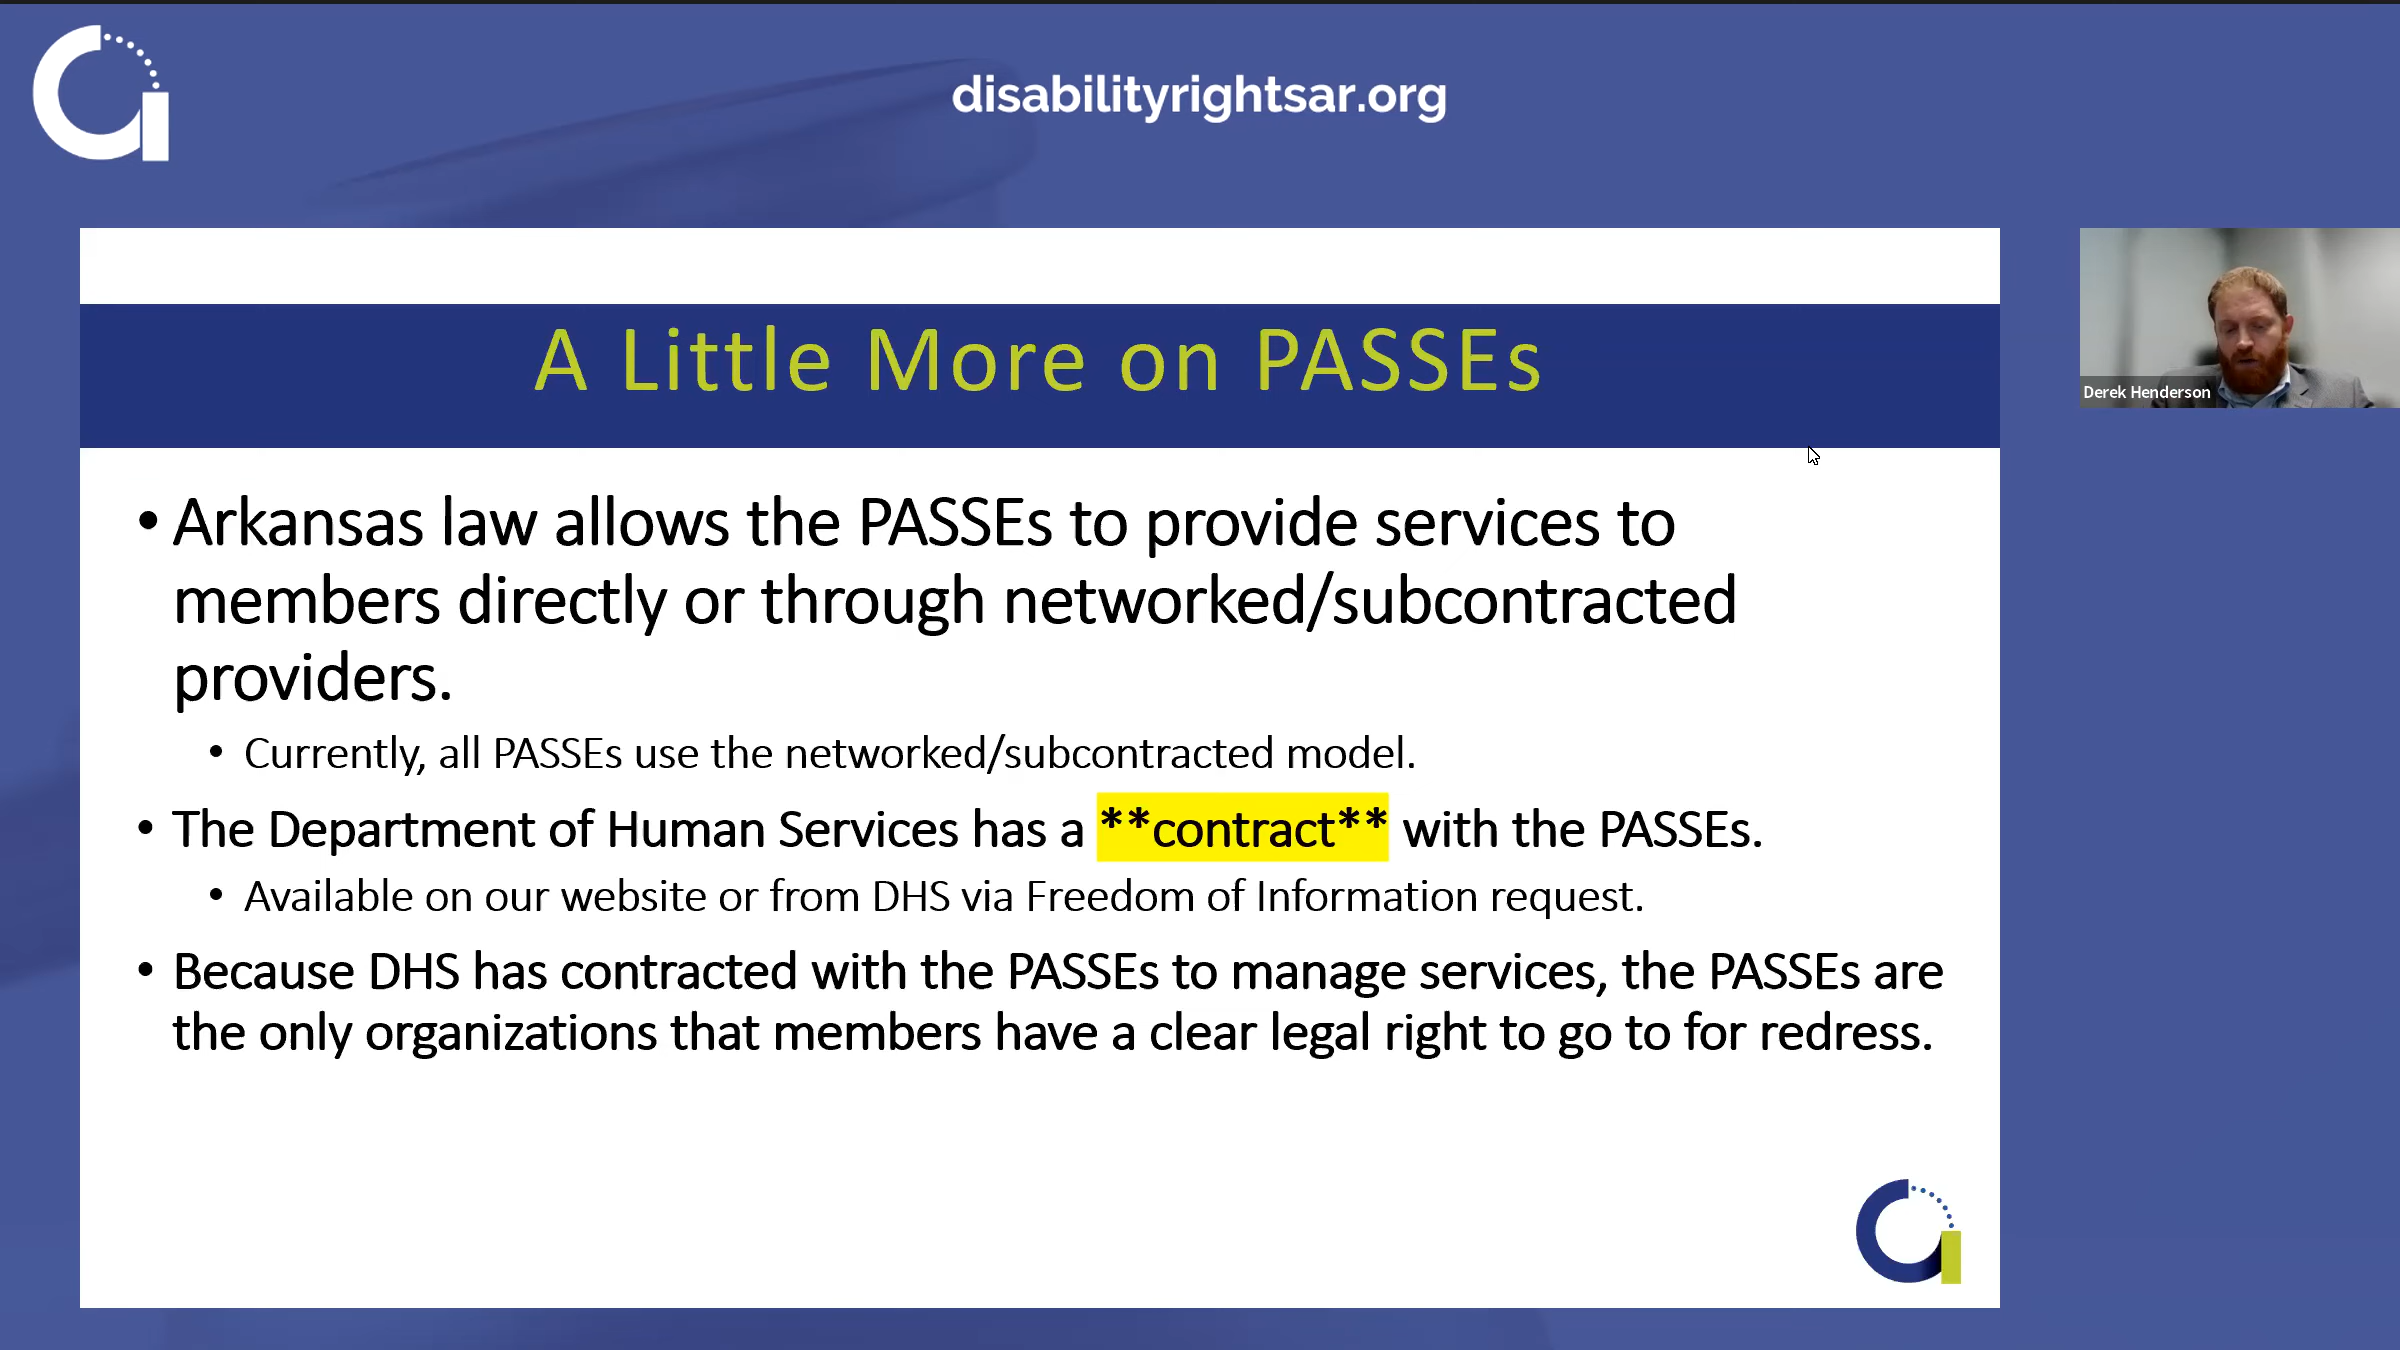 disabilityrightsar.org
A Little More on PASSEs
Derek Henderson
• Arkansas law allows the PASSEs to provide services to
members directly or through networked/subcontracted
providers.
• Currently, all PASSEs use the networked/subcontracted model.
• The Department of Human Services has a **contract** with the PASSEs.
• Available on our website or from DHS via Freedom of Information request.
• Because DHS has contracted with the PASSEs to manage services, the PASSEs are
the only organizations that members have a clear legal right to go to for redress.